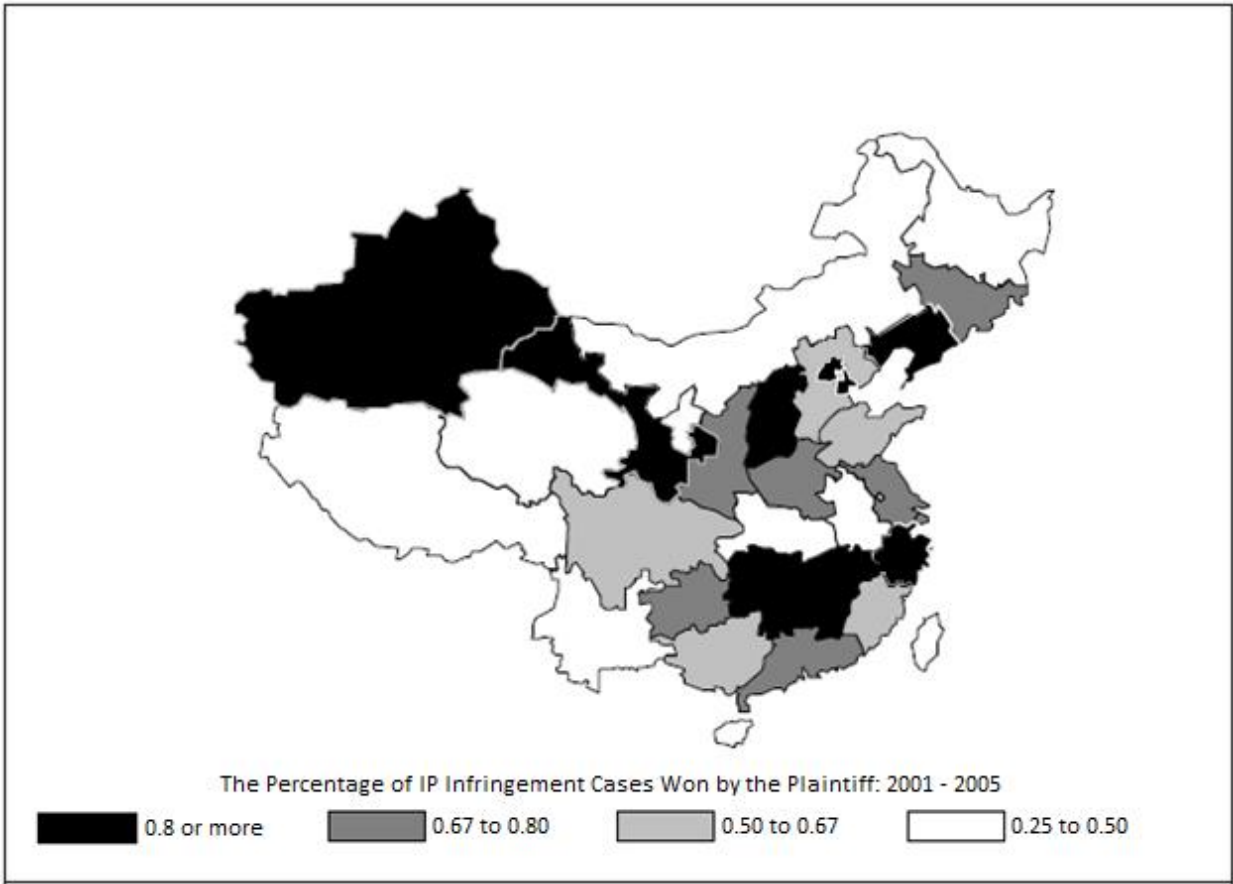 The Percentage of IP Infringement Cases Won by the Plaintiff: 2001 - 2005
0.8 or more 0.67 to 0.80 0.50 to 0.67 0.25 to 0.50